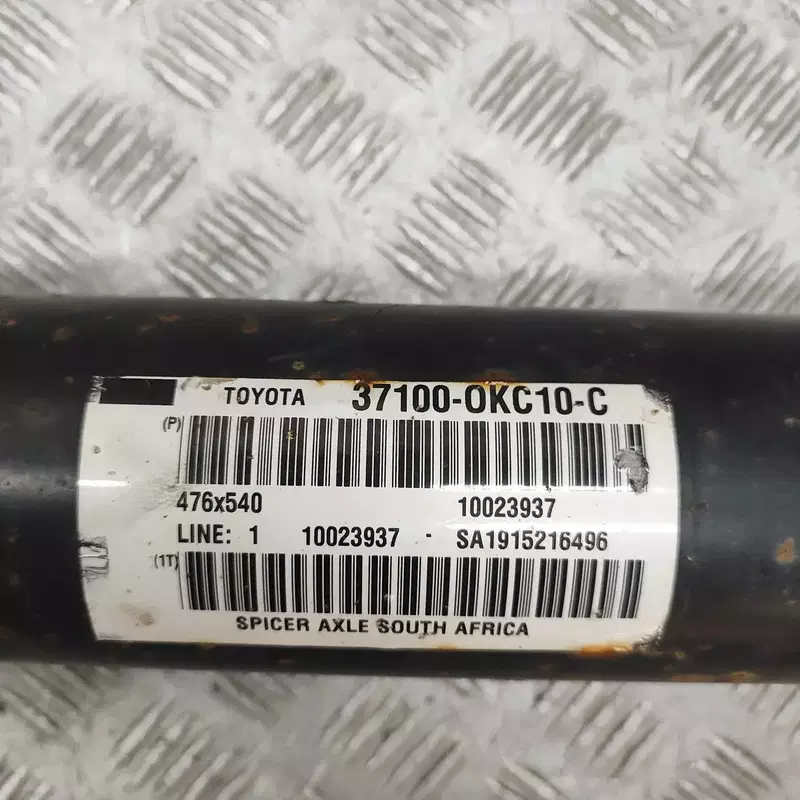 TOYOTA 37100-0KC10-C
(P)
476x540 10023937
LINE: 1 10023937 - SA1915216496
(1T)
SPICER AXLE SOUTH AFRICA